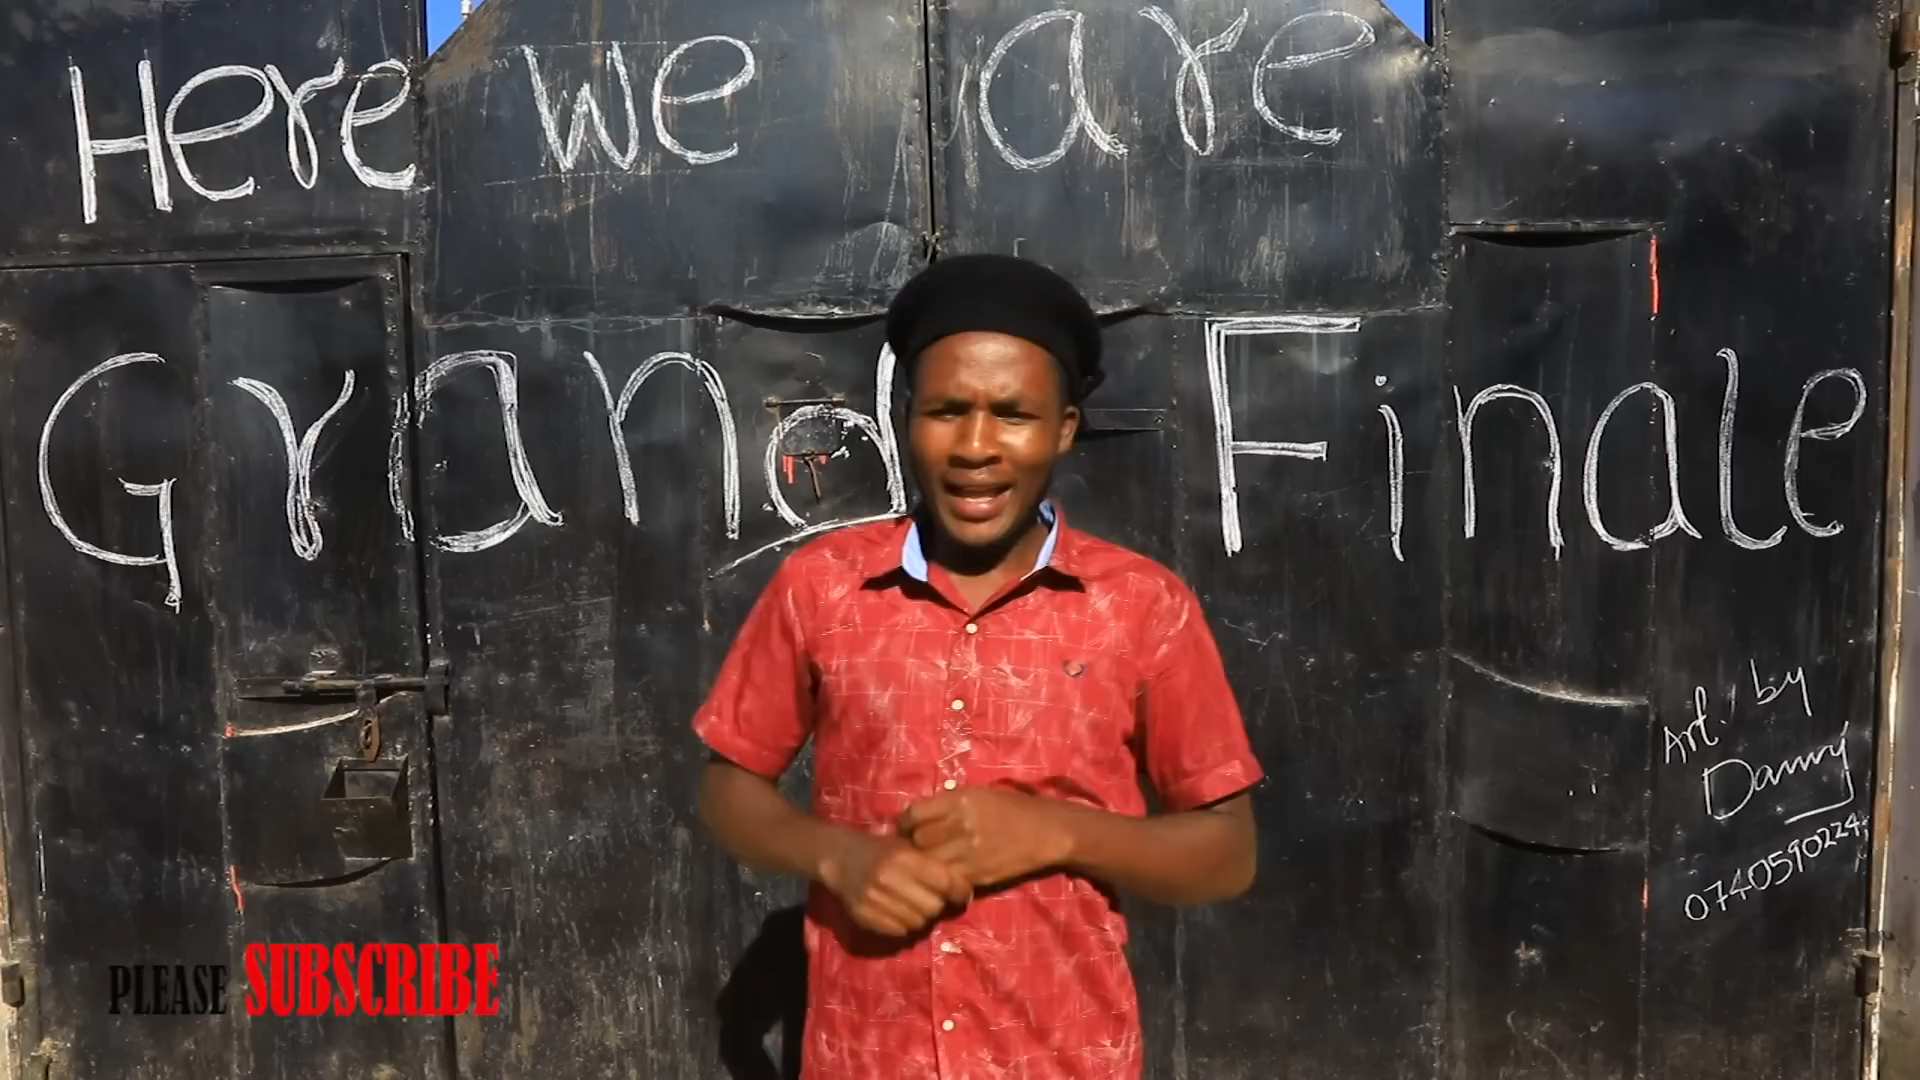 Here we are
Grand Finale
Art. by
Danny
0740590224
PLEASE SUBSCRIBE